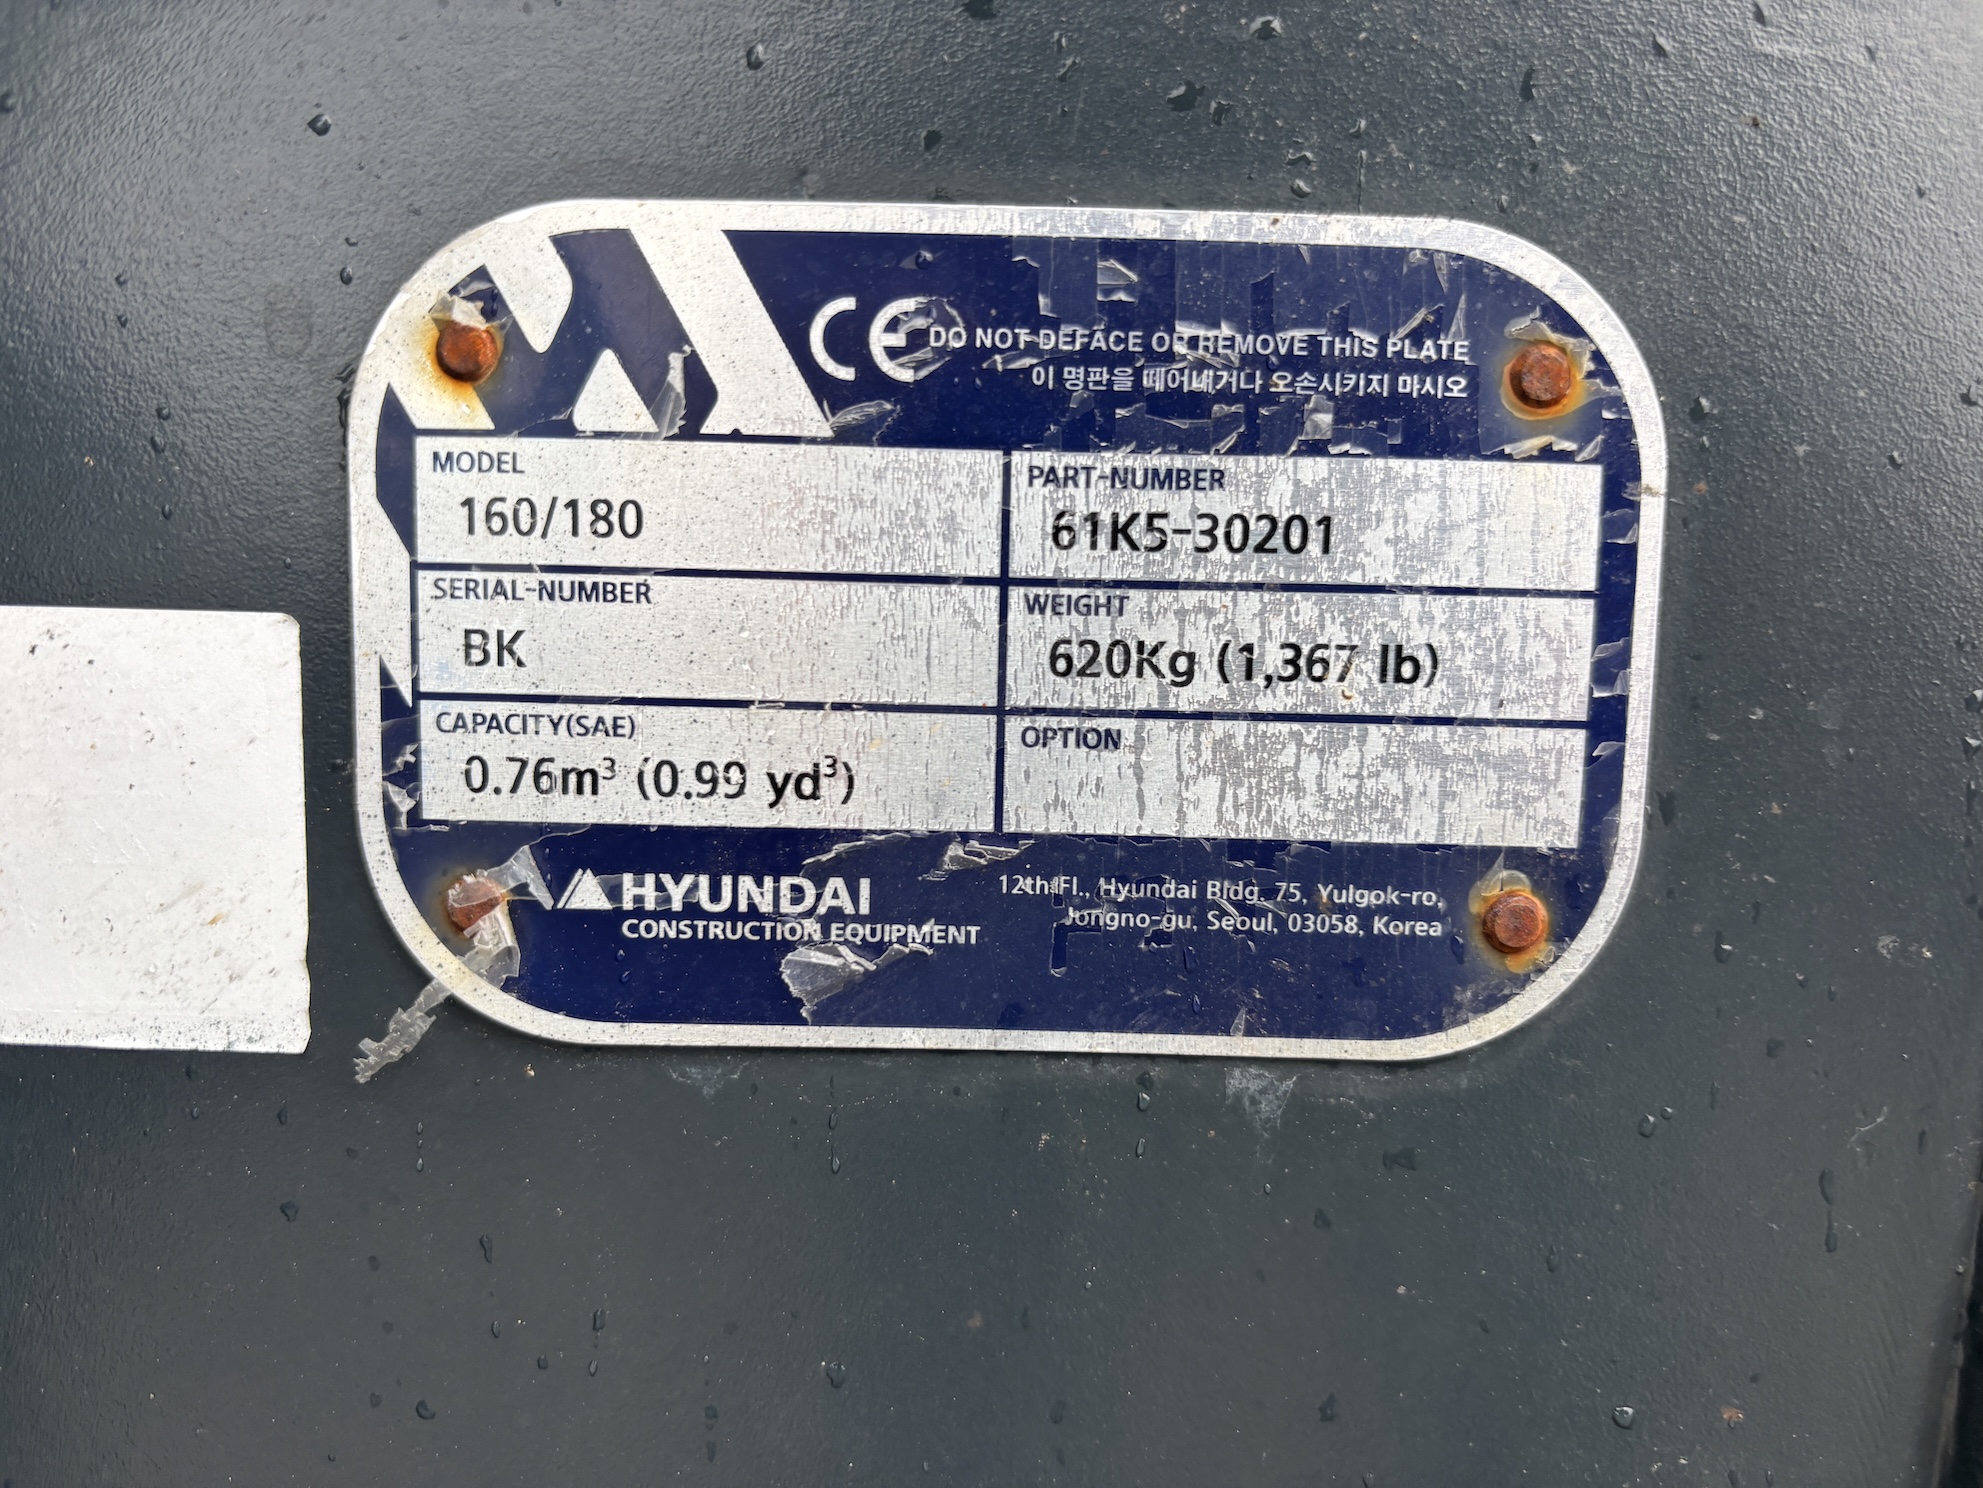 CE DO NOT DEFACE OR REMOVE THIS PLATE
이 명판을 떼어내거나 오손시키지 마시오
MODEL
160/180
PART-NUMBER
61K5-30201
SERIAL-NUMBER
BK
WEIGHT
620Kg (1,367 lb)
CAPACITY(SAE)
0.76m³ (0.99 yd³)
OPTION
HYUNDAI
CONSTRUCTION EQUIPMENT
12th Fl., Hyundai Bldg. 75, Yulgok-ro,
Jongno-gu, Seoul, 03058, Korea